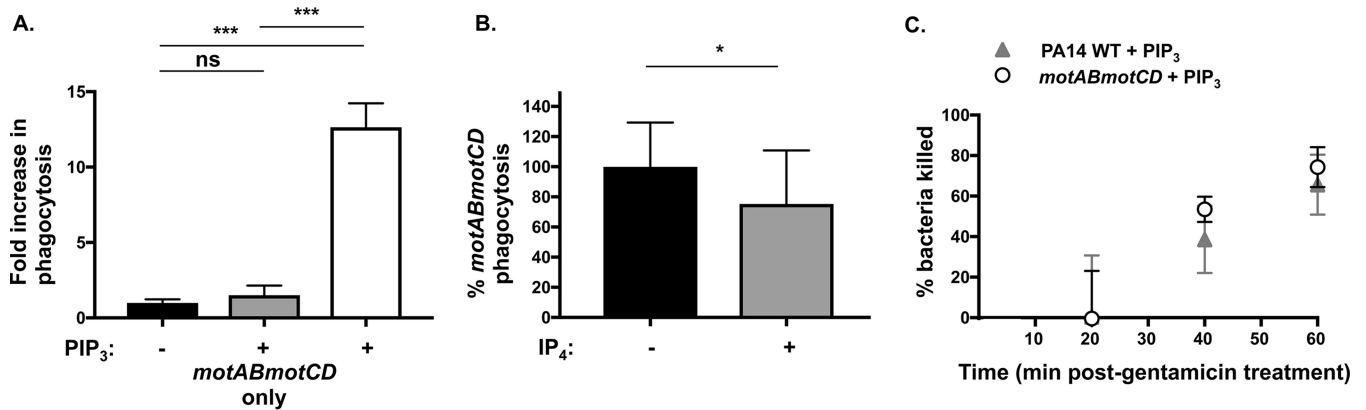 A.
***
***
ns
Fold increase in
phagocytosis
15
10
5
0
PIP3: - + +
motABmotCD
only
B.
*
% motABmotCD
phagocytosis
140
120
100
80
60
40
20
0
IP4: - +
C.
PA14 WT + PIP3
motABmotCD + PIP3
% bacteria killed
100
80
60
40
20
0
10 20 30 40 50 60
Time (min post-gentamicin treatment)